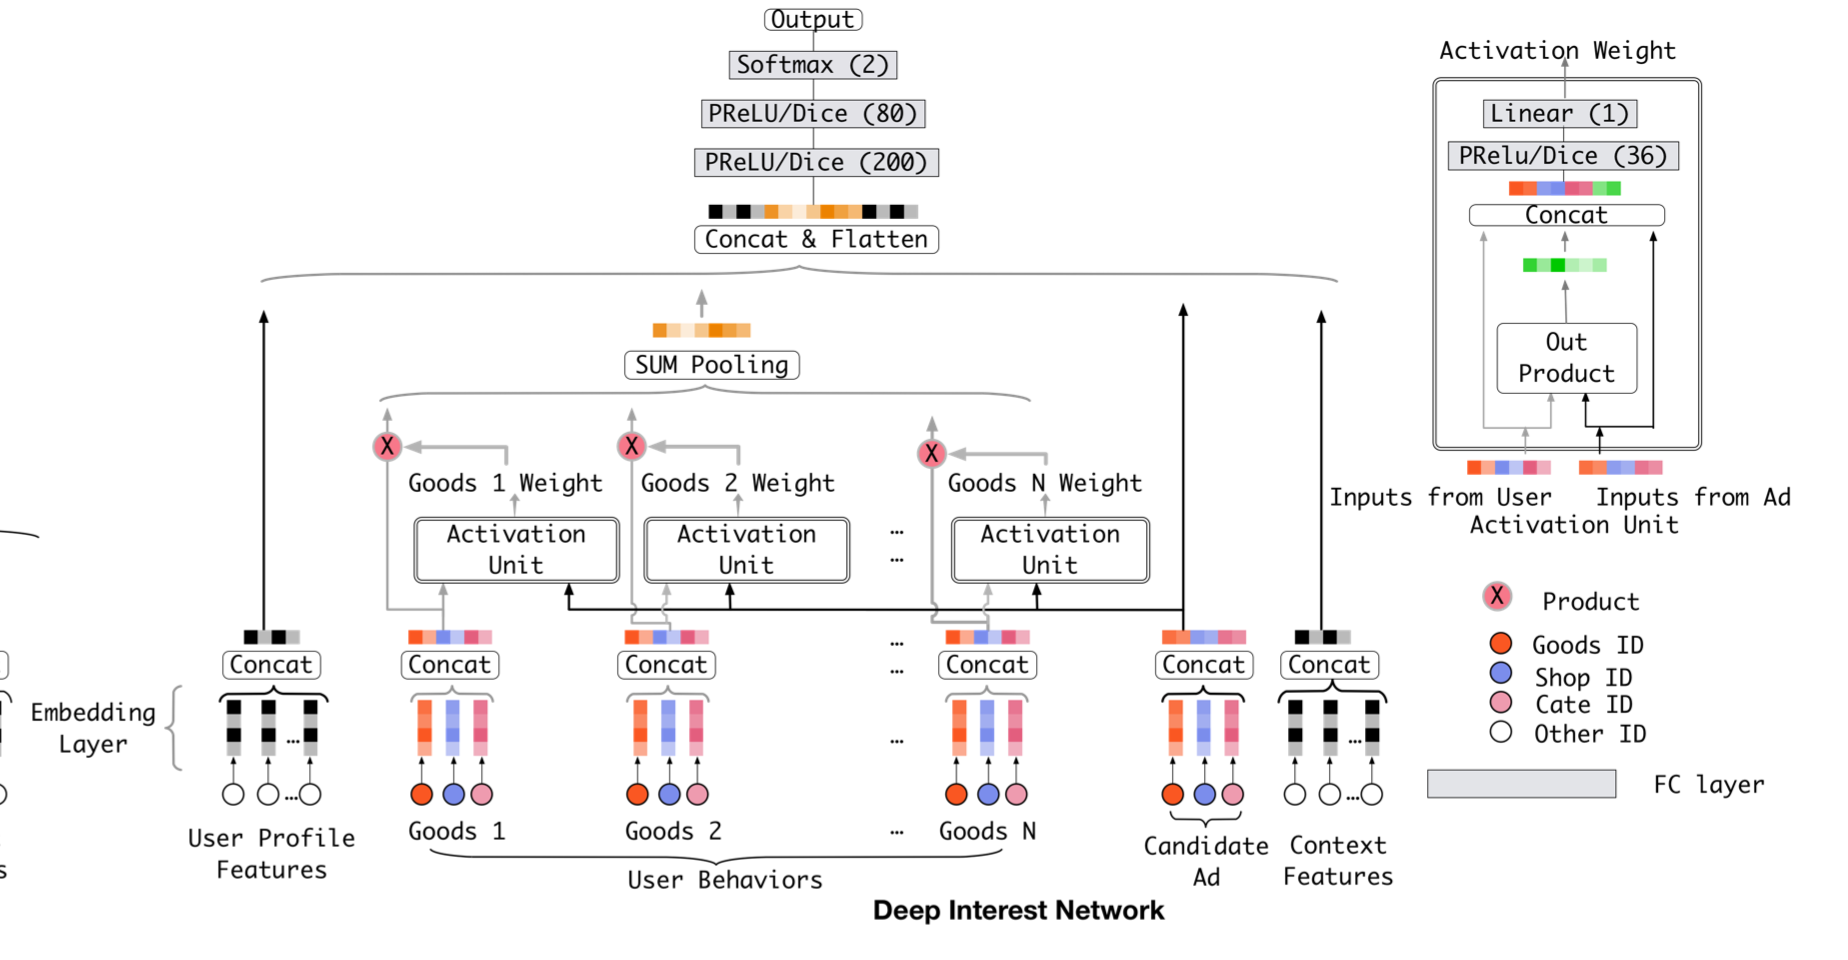 Output
Softmax (2)
PReLU/Dice (80)
PReLU/Dice (200)
Concat & Flatten
SUM Pooling
X
X
X
Goods 1 Weight
Goods 2 Weight
Goods N Weight
Activation
Unit
Activation
Unit
...
...
Activation
Unit
Concat
Concat
Concat
...
...
Concat
Concat
Concat
Embedding
Layer
...
...
...
User Profile
Features
Goods 1
Goods 2
...
Goods N
User Behaviors
Candidate
Ad
...
...
Context
Features
Deep Interest Network
Activation Weight
Linear (1)
PRelu/Dice (36)
Concat
Out
Product
Inputs from User
Inputs from Ad
Activation Unit
X
Product
Goods ID
Shop ID
Cate ID
Other ID
FC layer
s